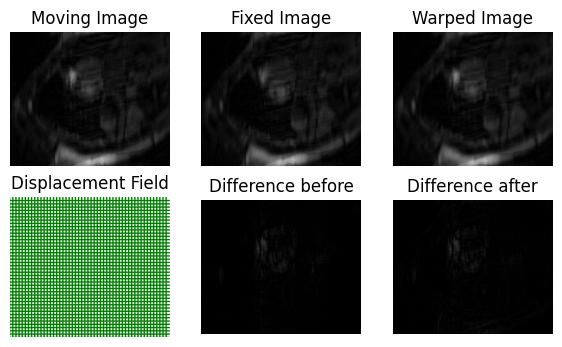 Moving Image
Fixed Image
Warped Image
Displacement Field
Difference before
Difference after